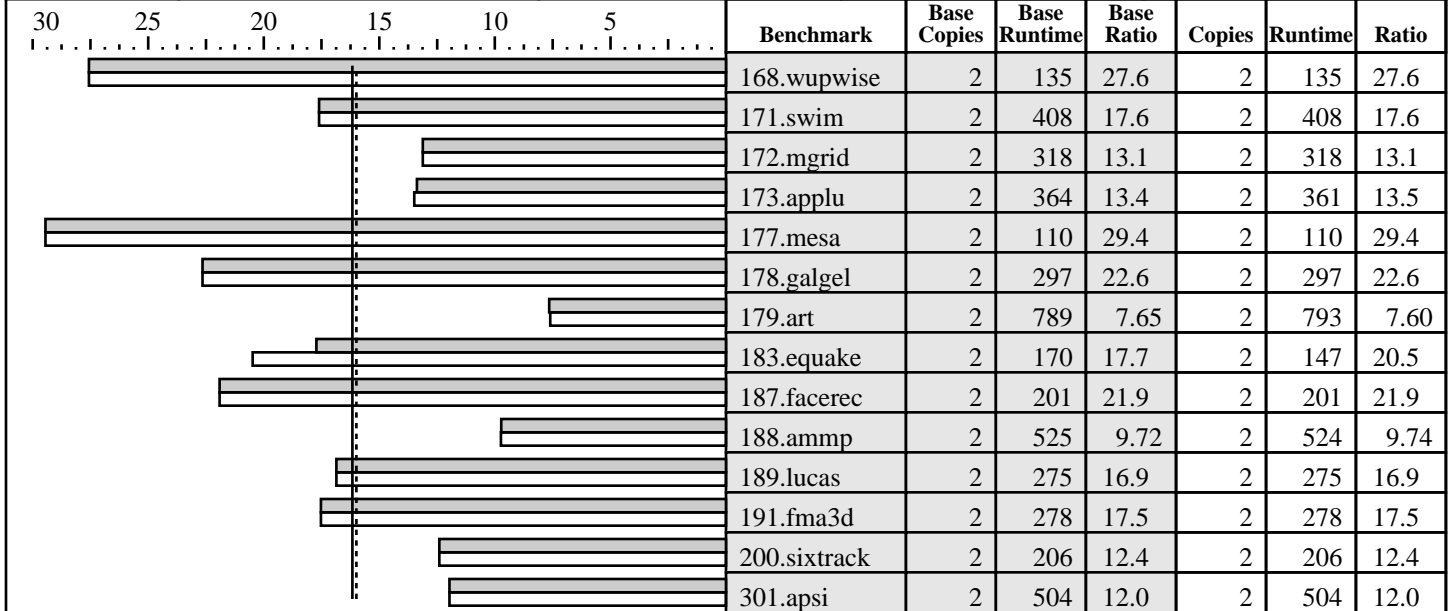 30 25 20 15 10 5
Benchmark Base Copies Base Runtime Base Ratio Copies Runtime Ratio
168.wupwise 2 135 27.6 2 135 27.6
171.swim 2 408 17.6 2 408 17.6
172.mgrid 2 318 13.1 2 318 13.1
173.applu 2 364 13.4 2 361 13.5
177.mesa 2 110 29.4 2 110 29.4
178.galgel 2 297 22.6 2 297 22.6
179.art 2 789 7.65 2 793 7.60
183.equake 2 170 17.7 2 147 20.5
187.facerec 2 201 21.9 2 201 21.9
188.ammp 2 525 9.72 2 524 9.74
189.lucas 2 275 16.9 2 275 16.9
191.fma3d 2 278 17.5 2 278 17.5
200.sixtrack 2 206 12.4 2 206 12.4
301.apsi 2 504 12.0 2 504 12.0